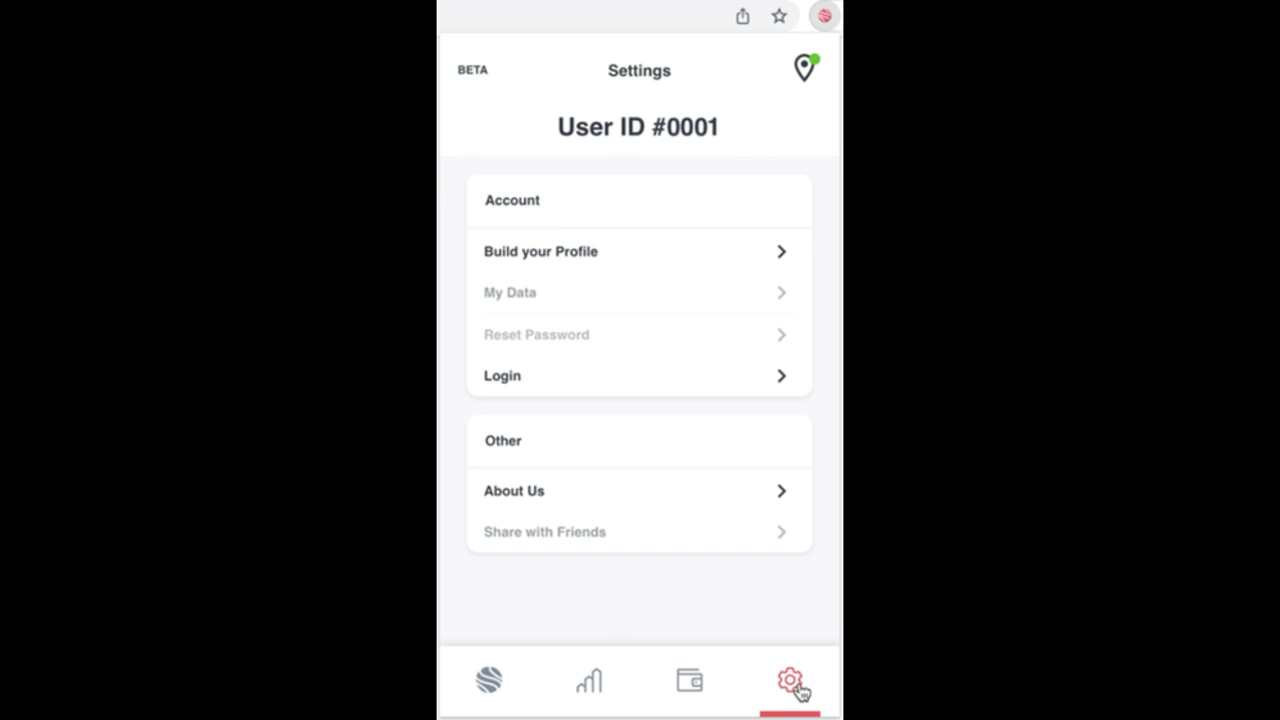 BETA
Settings
User ID #0001
Account
Build your Profile
My Data
Reset Password
Login
Other
About Us
Share with Friends